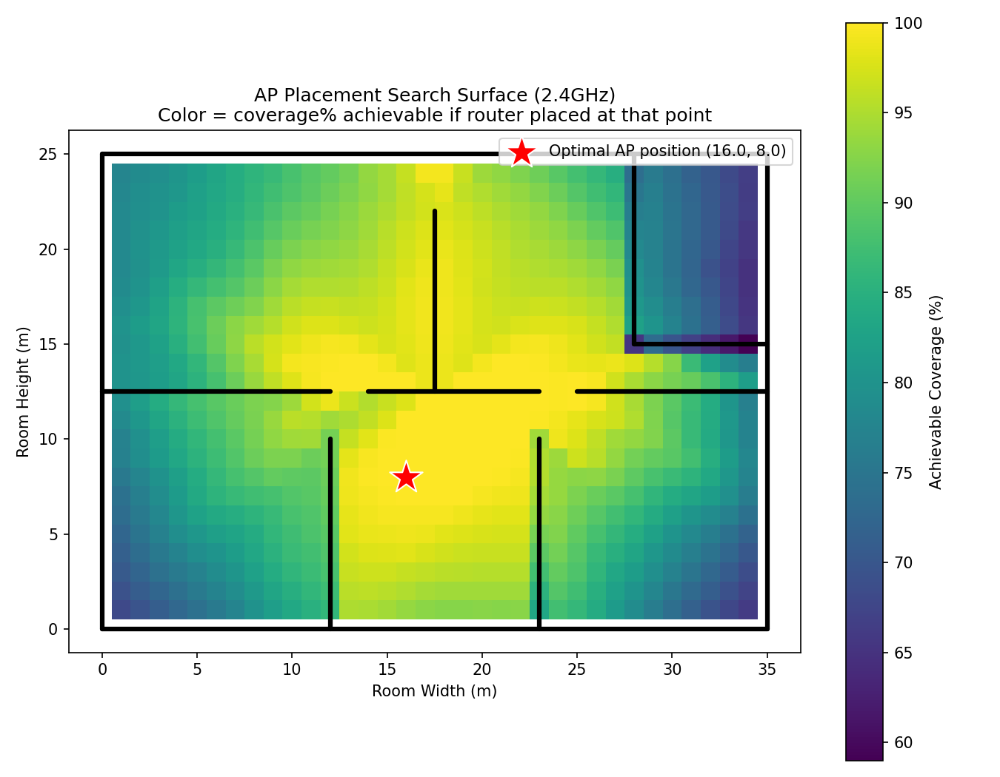 AP Placement Search Surface (2.4GHz)
Color = coverage% achievable if router placed at that point
Optimal AP position (16.0, 8.0)
25
20
15
10
5
0
Room Height (m)
0 5 10 15 20 25 30 35
Room Width (m)
100
95
90
85
80
75
70
65
60
Achievable Coverage (%)